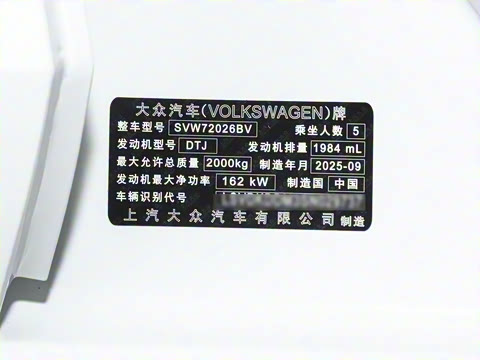 大众汽车(VOLKSWAGEN)牌
整车型号 SVW72026BV 乘坐人数 5
发动机型号 DTJ 发动机排量 1984 mL
最大允许总质量 2000kg 制造年月 2025-09
发动机最大净功率 162 kW 制造国 中国
车辆识别代号
上汽大众汽车有限公司 制造